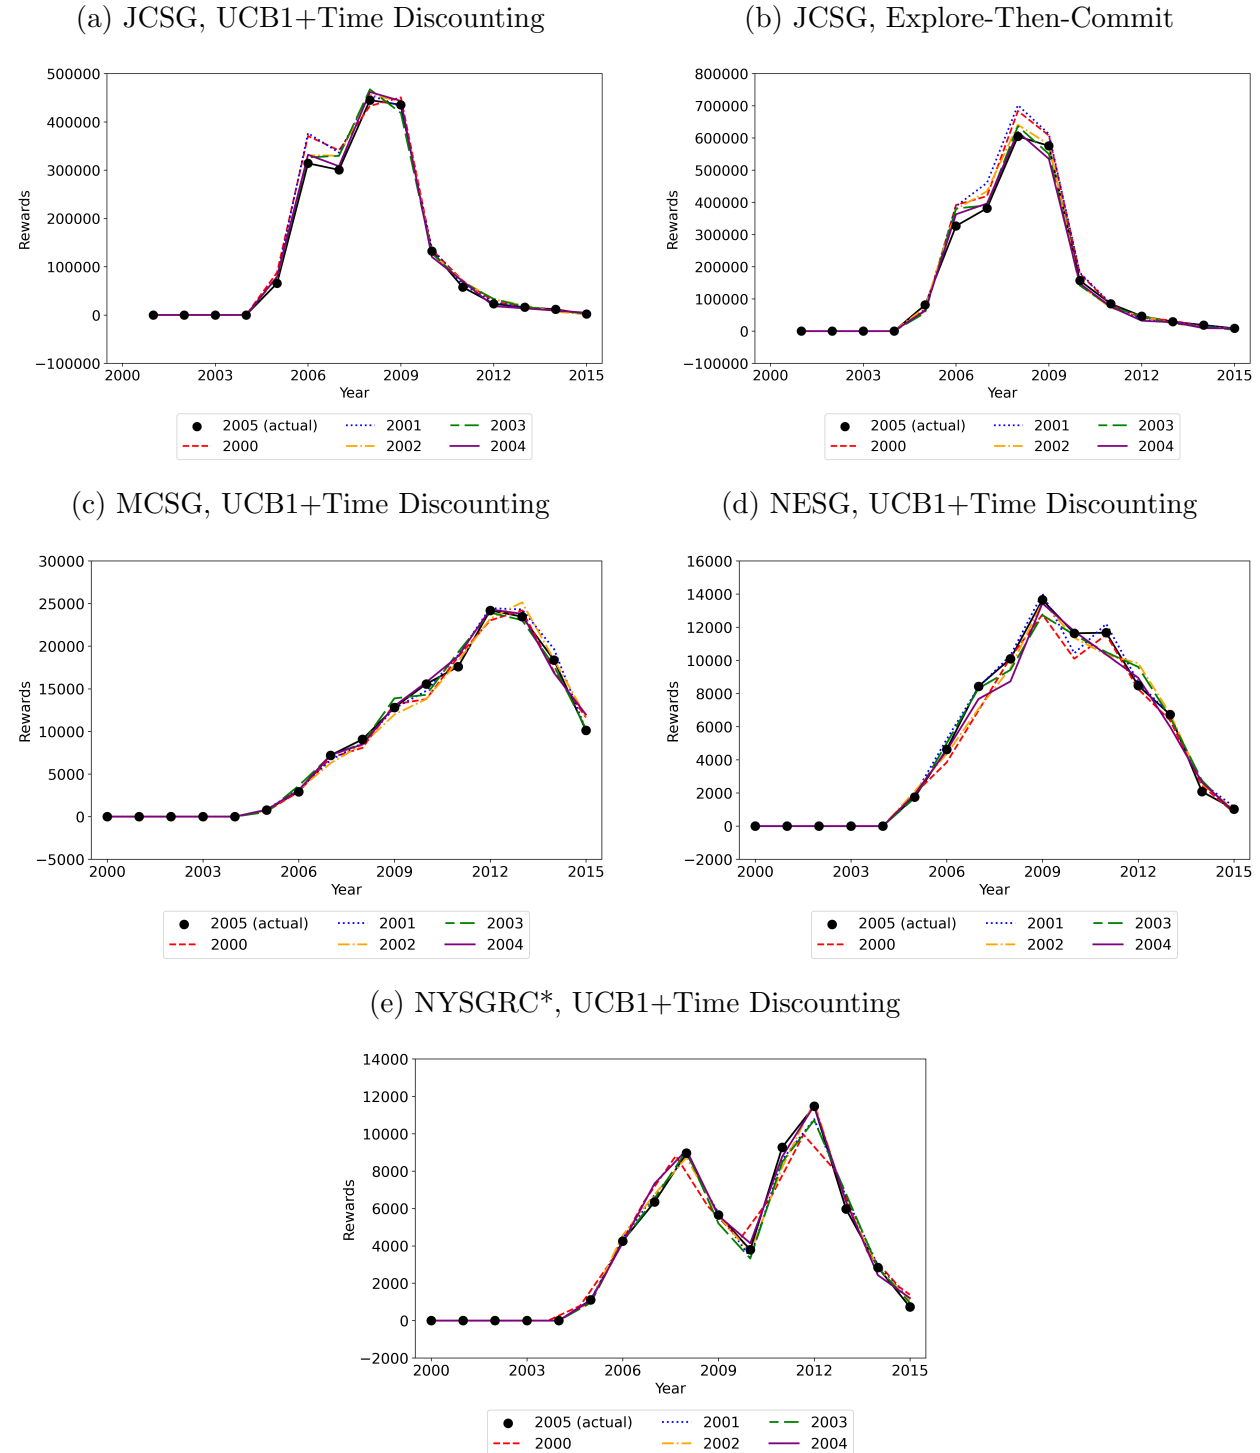 (a) JCSG, UCB1+Time Discounting
500000
400000
300000
200000
100000
0
−100000
Rewards
2000 2003 2006 2009 2012 2015
Year
2005 (actual) 2001 2003
2000 2002 2004
(b) JCSG, Explore-Then-Commit
800000
700000
600000
500000
400000
300000
200000
100000
0
−100000
Rewards
2000 2003 2006 2009 2012 2015
Year
2005 (actual) 2001 2003
2000 2002 2004
(c) MCSG, UCB1+Time Discounting
30000
25000
20000
15000
10000
5000
0
−5000
Rewards
2000 2003 2006 2009 2012 2015
Year
2005 (actual) 2001 2003
2000 2002 2004
(d) NESG, UCB1+Time Discounting
16000
14000
12000
10000
8000
6000
4000
2000
0
−2000
Rewards
2000 2003 2006 2009 2012 2015
Year
2005 (actual) 2001 2003
2000 2002 2004
(e) NYSGRC*, UCB1+Time Discounting
14000
12000
10000
8000
6000
4000
2000
0
−2000
Rewards
2000 2003 2006 2009 2012 2015
Year
2005 (actual) 2001 2003
2000 2002 2004